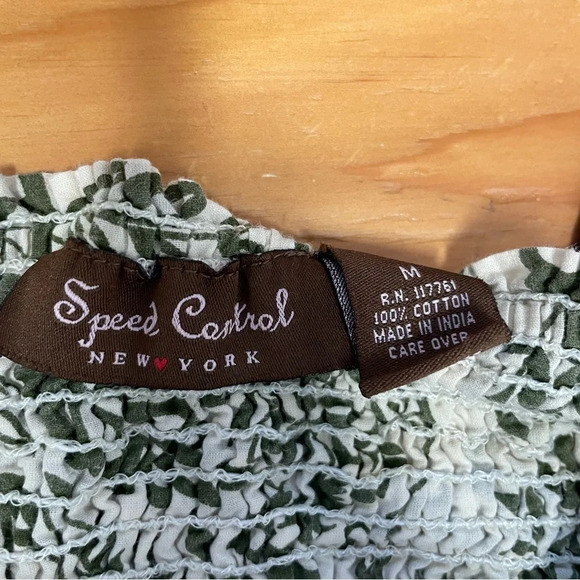 Speed Control
NEW♥YORK
M
R.N. 117761
100% COTTON
MADE IN INDIA
CARE OVER